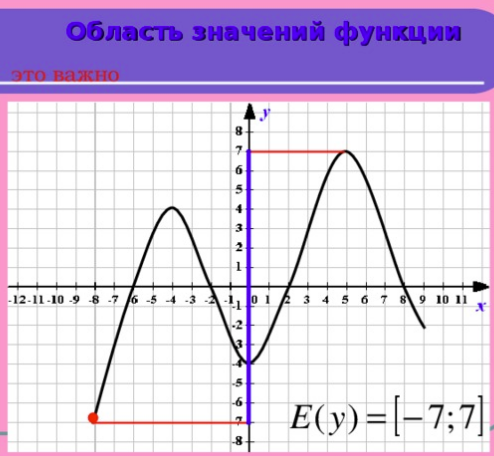 Область значений функции
это важно
y
8
7
6
5
4
3
2
1
-12 -11 -10 -9 -8 -7 -6 -5 -4 -3 -2 -1 0 1 2 3 4 5 6 7 8 9 10 11
x
-1
-2
-3
-4
-5
-6
-7
-8
E(y)=[-7;7]